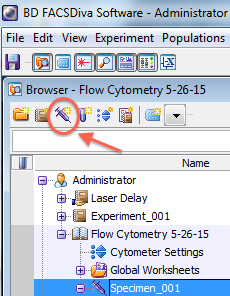 BD FACSDiva Software - Administrator
File Edit View Experiment Populations
Browser - Flow Cytometry 5-26-15
Name
Administrator
Laser Delay
Experiment_001
Flow Cytometry 5-26-15
Cytometer Settings
Global Worksheets
Specimen_001